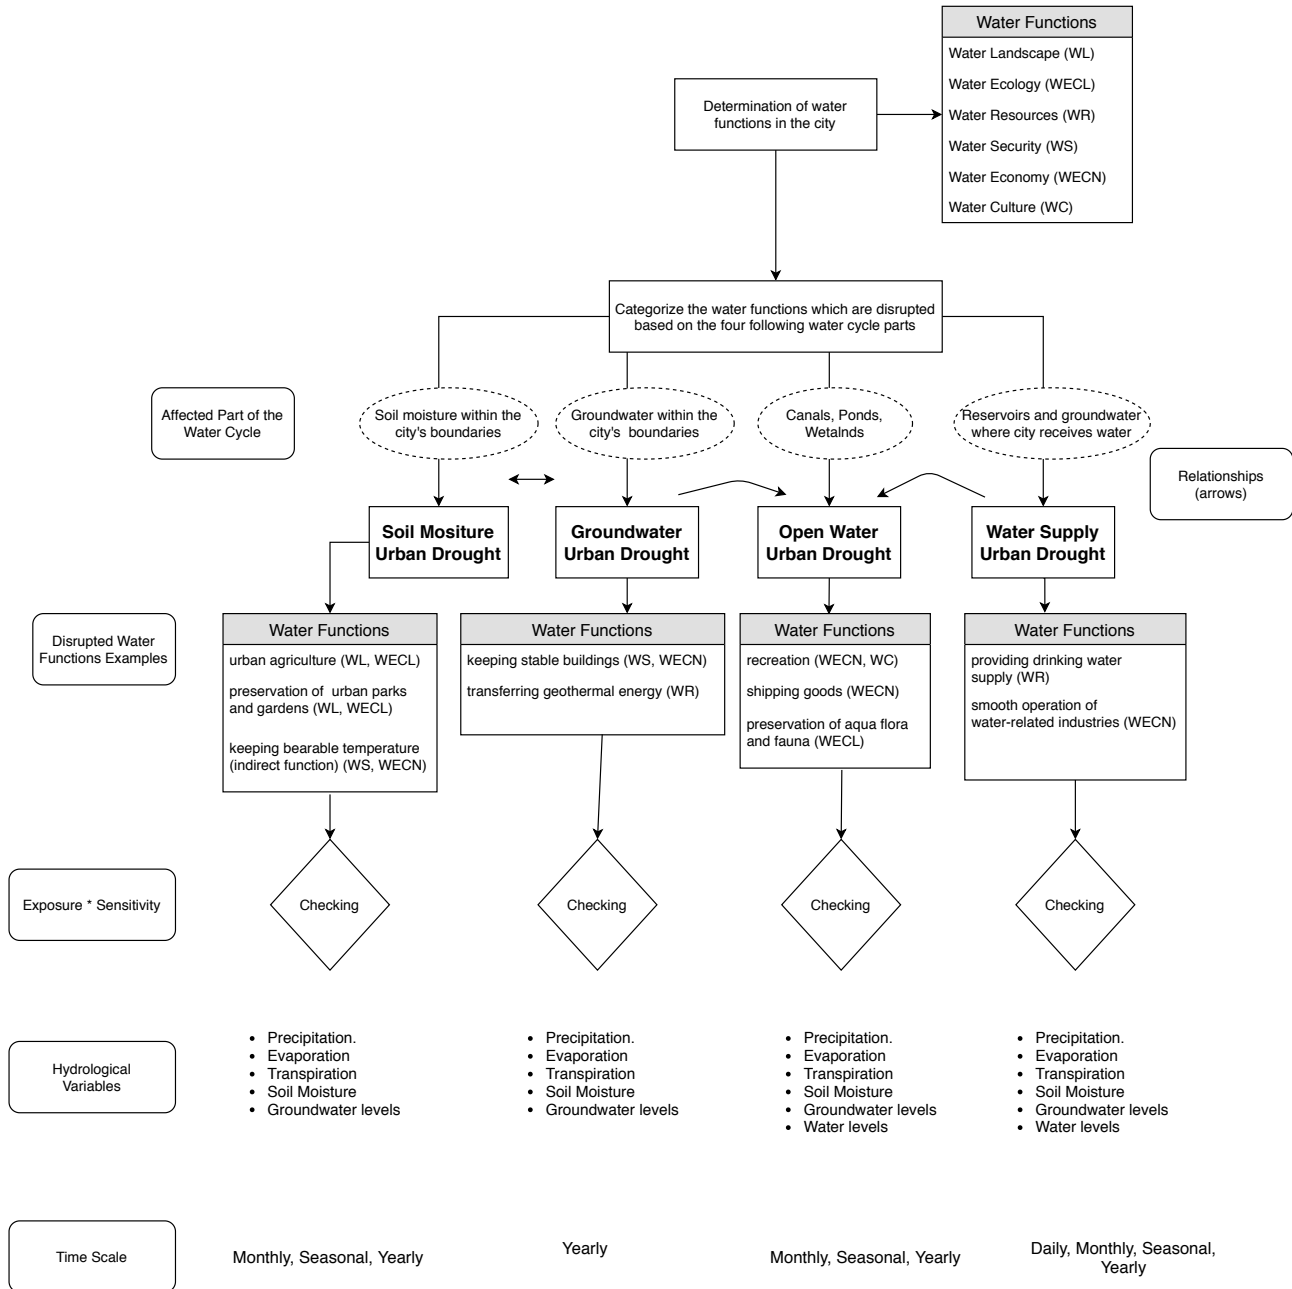 Water Functions
Water Landscape (WL)
Water Ecology (WECL)
Water Resources (WR)
Water Security (WS)
Water Economy (WECN)
Water Culture (WC)
Determination of water
functions in the city
Categorize the water functions which are disrupted
based on the four following water cycle parts
Affected Part of the
Water Cycle
Soil moisture within the
city's boundaries
Groundwater within the
city's  boundaries
Canals, Ponds,
Wetalnds
Reservoirs and groundwater
where city receives water
Relationships
(arrows)
Soil Mositure
Urban Drought
Groundwater
Urban Drought
Open Water
Urban Drought
Water Supply
Urban Drought
Disrupted Water
Functions Examples
Water Functions
urban agriculture (WL, WECL)
preservation of  urban parks
and gardens (WL, WECL)
keeping bearable temperature
(indirect function) (WS, WECN)
Water Functions
keeping stable buildings (WS, WECN)
transferring geothermal energy (WR)
Water Functions
recreation (WECN, WC)
shipping goods (WECN)
preservation of aqua flora
and fauna (WECL)
Water Functions
providing drinking water
supply (WR)
smooth operation of
water-related industries (WECN)
Exposure * Sensitivity
Checking
Checking
Checking
Checking
Hydrological
Variables
• Precipitation.
• Evaporation
• Transpiration
• Soil Moisture
• Groundwater levels
• Precipitation.
• Evaporation
• Transpiration
• Soil Moisture
• Groundwater levels
• Precipitation.
• Evaporation
• Transpiration
• Soil Moisture
• Groundwater levels
• Water levels
• Precipitation.
• Evaporation
• Transpiration
• Soil Moisture
• Groundwater levels
• Water levels
Time Scale
Monthly, Seasonal, Yearly
Yearly
Monthly, Seasonal, Yearly
Daily, Monthly, Seasonal,
Yearly